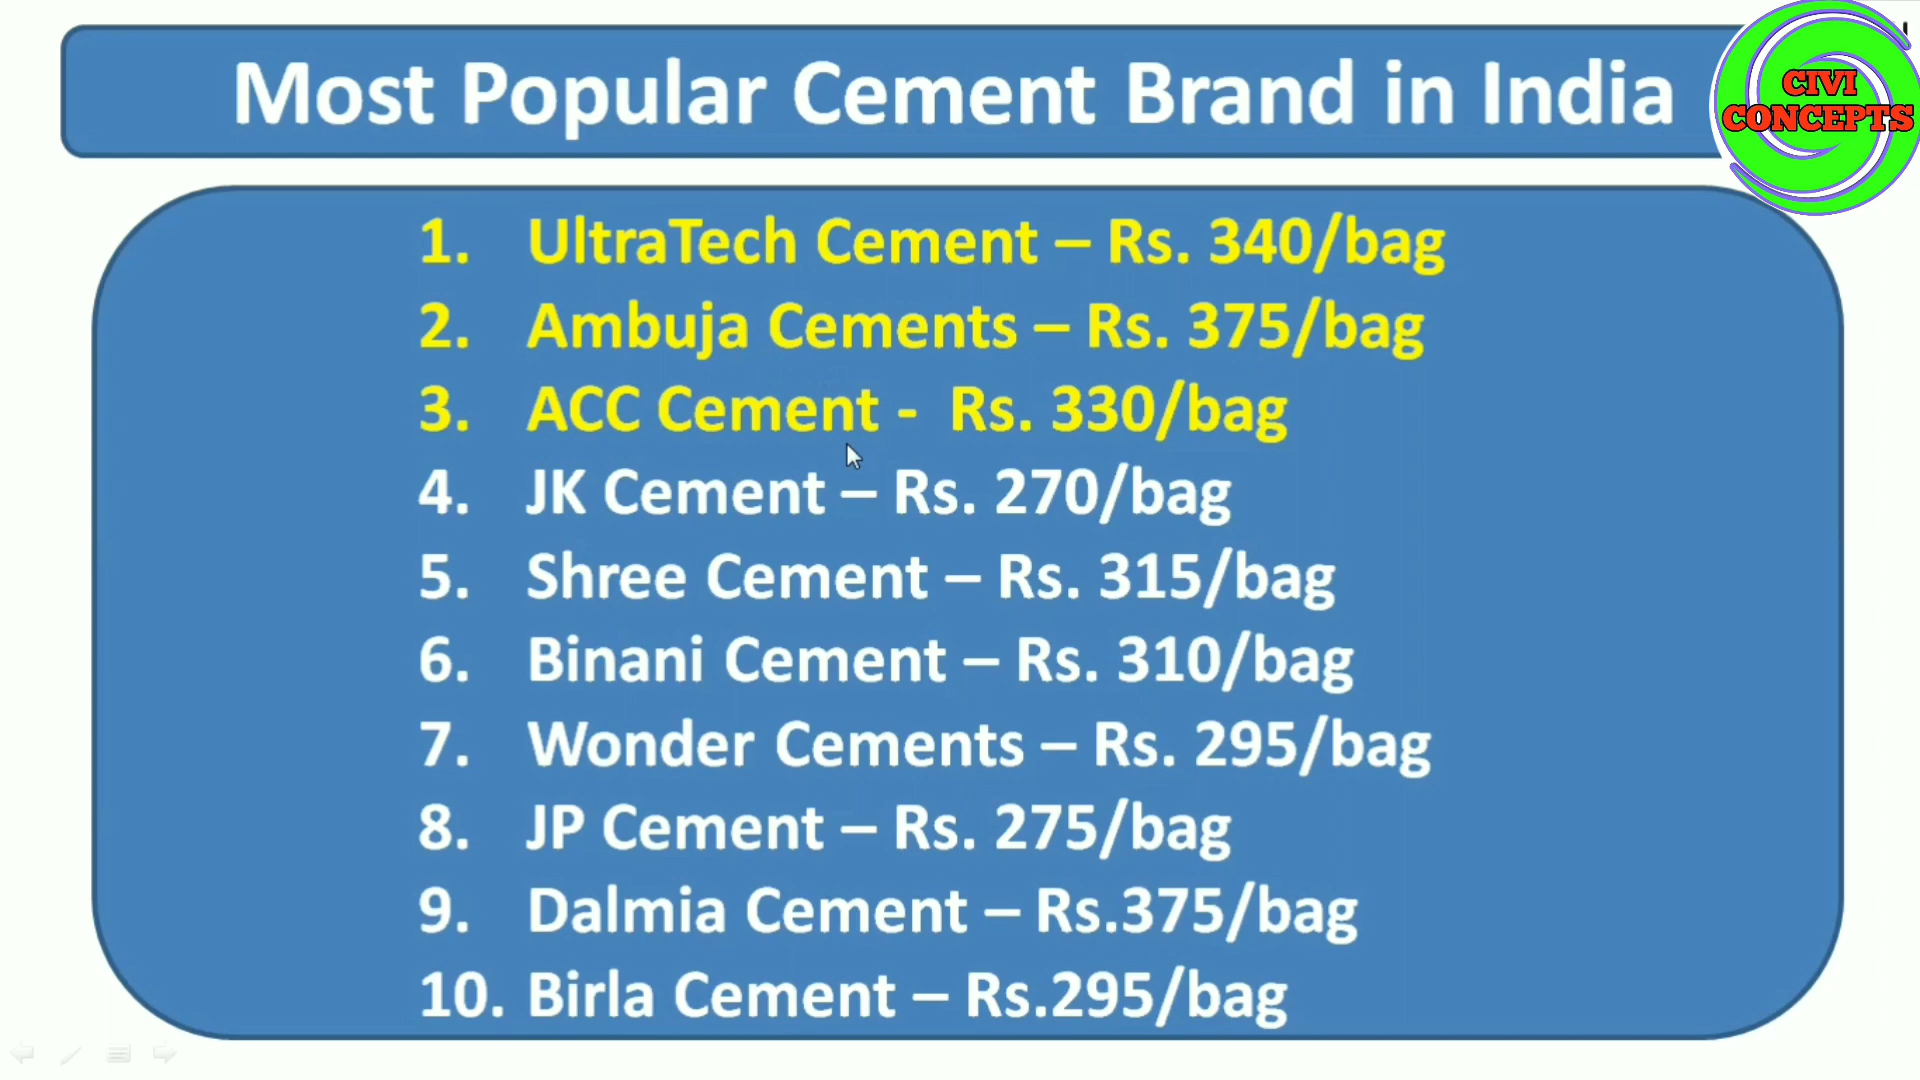 Most Popular Cement Brand in India
CIVI
CONCEPTS
1. UltraTech Cement – Rs. 340/bag
2. Ambuja Cements – Rs. 375/bag
3. ACC Cement - Rs. 330/bag
4. JK Cement – Rs. 270/bag
5. Shree Cement – Rs. 315/bag
6. Binani Cement – Rs. 310/bag
7. Wonder Cements – Rs. 295/bag
8. JP Cement – Rs. 275/bag
9. Dalmia Cement – Rs.375/bag
10. Birla Cement – Rs.295/bag